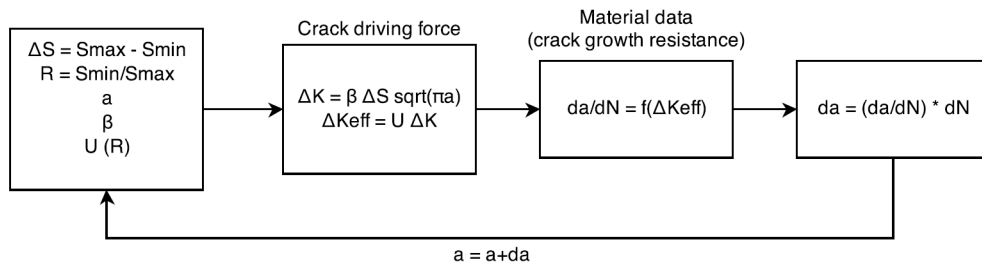 ΔS = Smax - Smin
R = Smin/Smax
a
β
U (R)
Crack driving force
ΔK = β ΔS sqrt(πa)
ΔKeff = U ΔK
Material data
(crack growth resistance)
da/dN = f(ΔKeff)
da = (da/dN) * dN
a = a+da